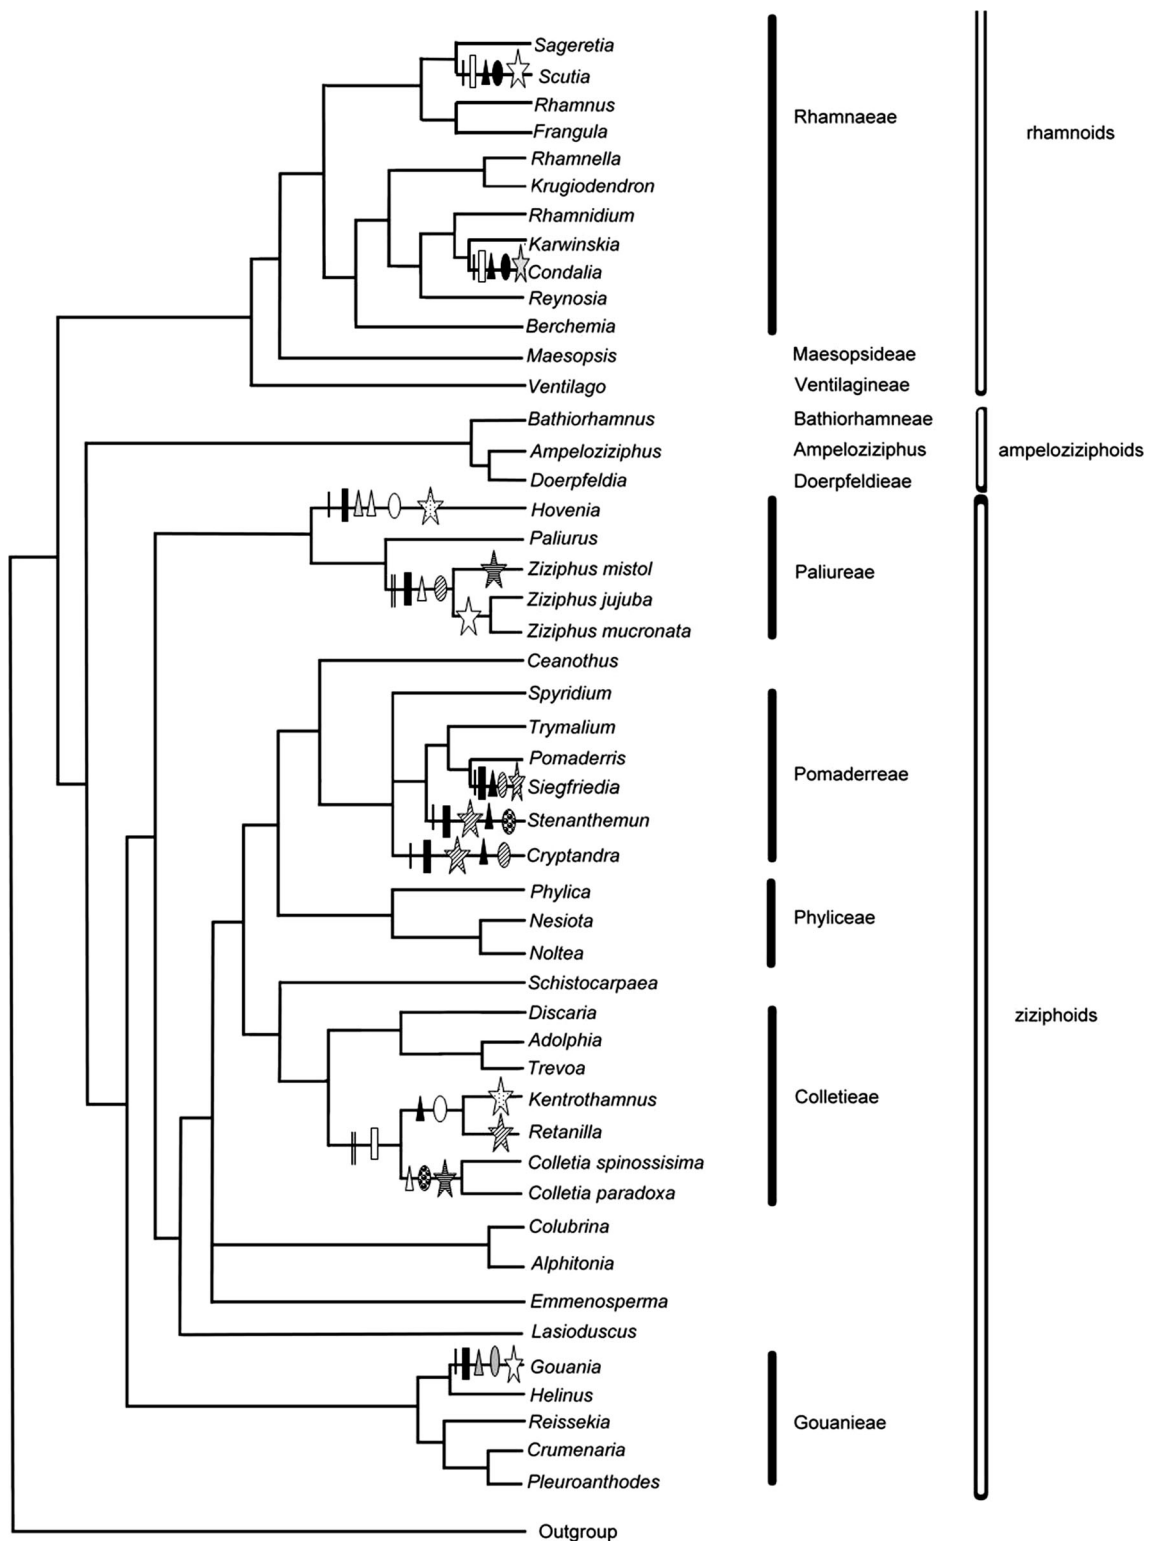 Sageretia
Scutia
Rhamnus
Frangula
Rhamnella
Krugiodendron
Rhamnidium
Karwinskia
Condalia
Reynosia
Berchemia
Maesopsis
Ventilago
Bathiorhamnus
Ampeloziziphus
Doerpfeldia
Hovenia
Paliurus
Ziziphus mistol
Ziziphus jujuba
Ziziphus mucronata
Ceanothus
Spyridium
Trymalium
Pomaderris
Siegfriedia
Stenanthemun
Cryptandra
Phylica
Nesiota
Noltea
Schistocarpaea
Discaria
Adolphia
Trevoa
Kentrothamnus
Retanilla
Colletia spinossisima
Colletia paradoxa
Colubrina
Alphitonia
Emmenosperma
Lasioduscus
Gouania
Helinus
Reissekia
Crumenaria
Pleuroanthodes
Outgroup
Rhamnaeae
Maesopsideae
Ventilagineae
Bathiorhamneae
Ampeloziziphus
Doerpfeldieae
Paliureae
Pomaderreae
Phyliceae
Colletieae
Gouanieae
rhamnoids
ampeloziziphoids
ziziphoids